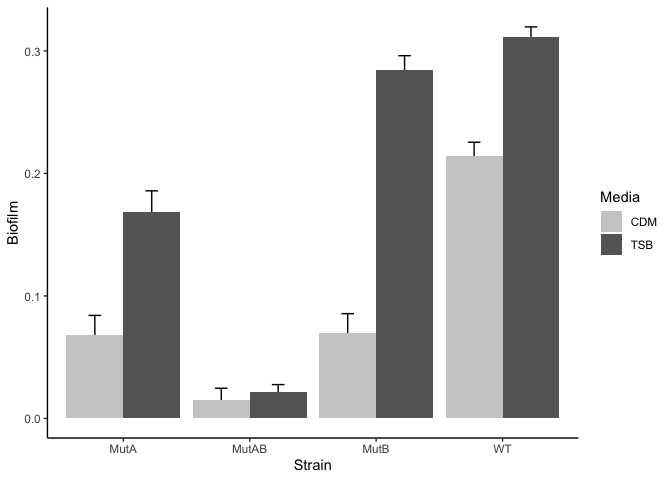 Biofilm
0.3
0.2
0.1
0.0
MutA
MutAB
MutB
WT
Strain
Media
CDM
TSB